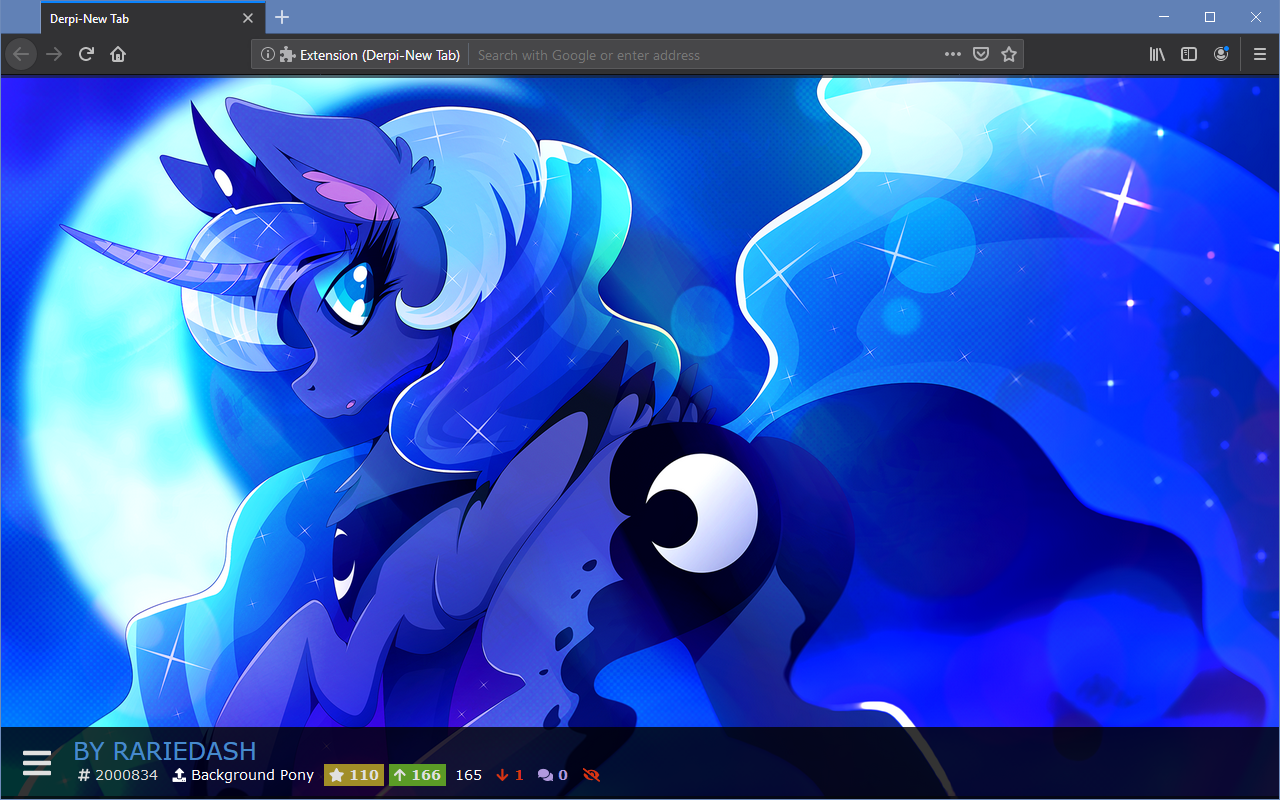 Derpi-New Tab
Extension (Derpi-New Tab) Search with Google or enter address
BY RARIEDASH
# 2000834 Background Pony 110 166 165 1 0